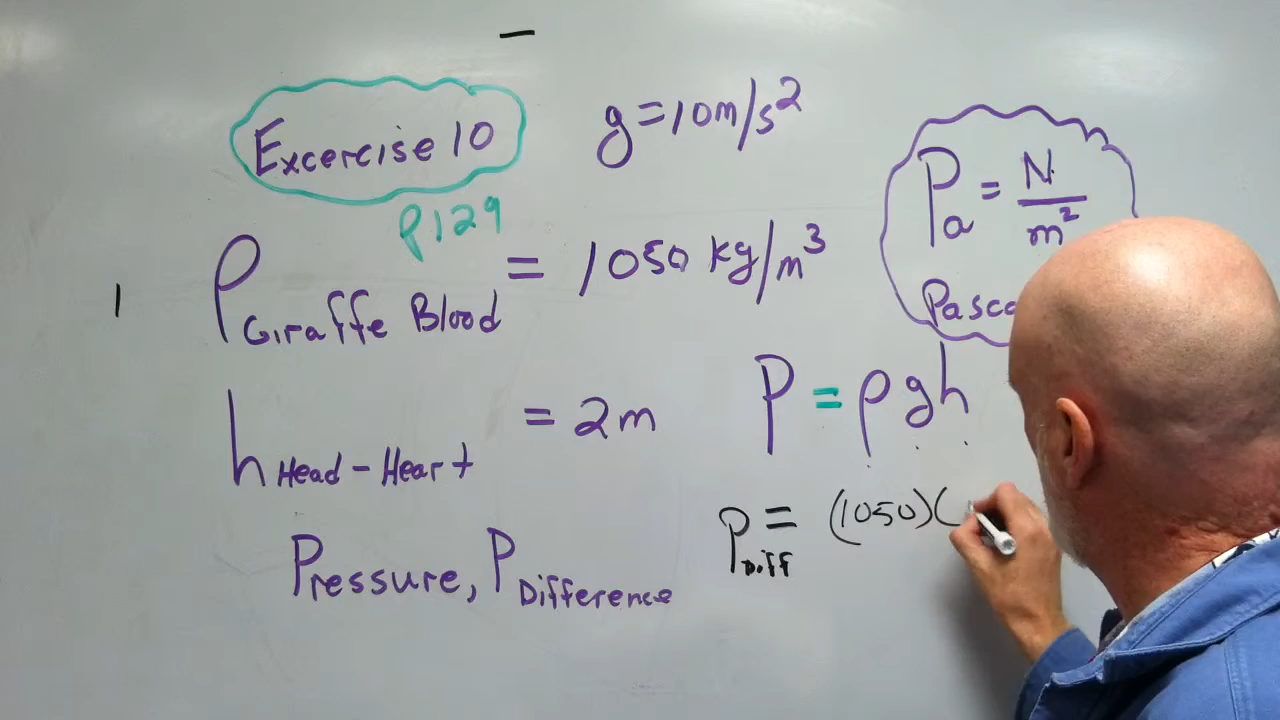 Excercise 10
g = 10m/s²
p129
Pa = N/m²
ρ Giraffe Blood = 1050 kg/m³
h Head - Heart = 2m
P = ρgh
P Diff = (1050)(
Pressure, P Difference